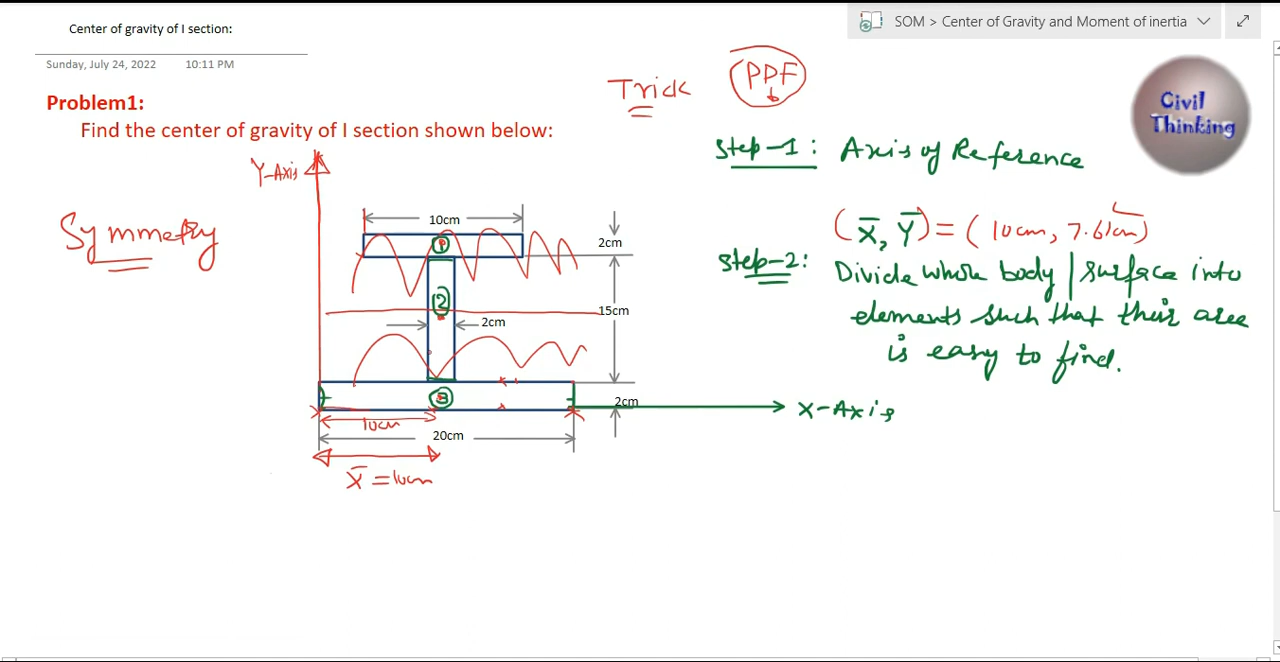 Center of gravity of I section:
SOM > Center of Gravity and Moment of inertia
Sunday, July 24, 2022 10:11 PM
Problem1:
Find the center of gravity of I section shown below:
Trick
PPF
Civil
Thinking
Step-1: Axis of Reference
Y-Axis
Symmetry
10cm
2cm
(X̄, Ȳ) = (10cm, 7.61cm)
Step-2: Divide whole body / surface into
elements such that their area
is easy to find.
1
2
15cm
2cm
3
2cm
X-Axis
10cm
20cm
X̄ = 10cm